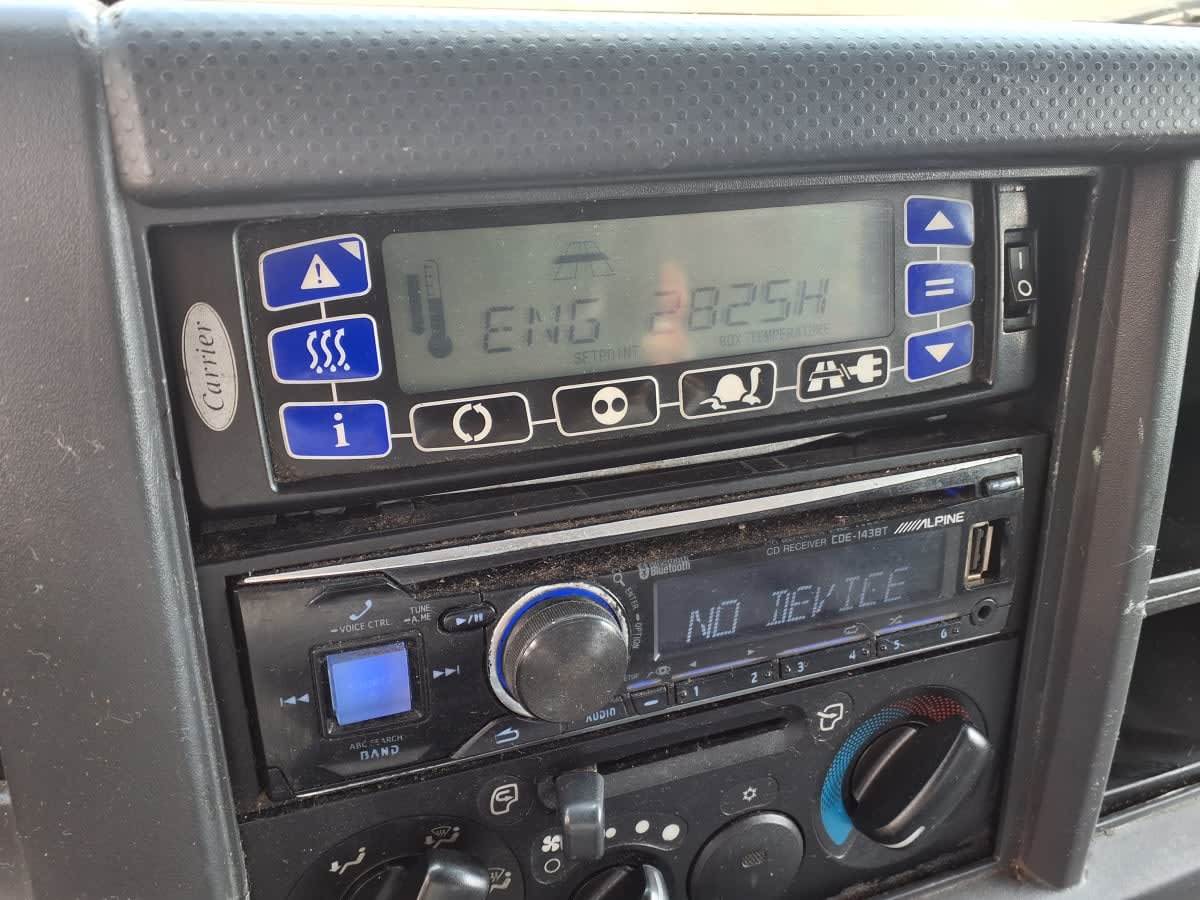 Carrier
ENG 2825H
SETPOINT BOX TEMPERATURE
i
I
O
ALPINE
CD RECEIVER CDE-143BT
Bluetooth
VOICE CTRL
TUNE
A.ME
ENTER
OPTION
NO DEVICE
1 2 3 4 5 6
AUDIO
ABC SEARCH
BAND